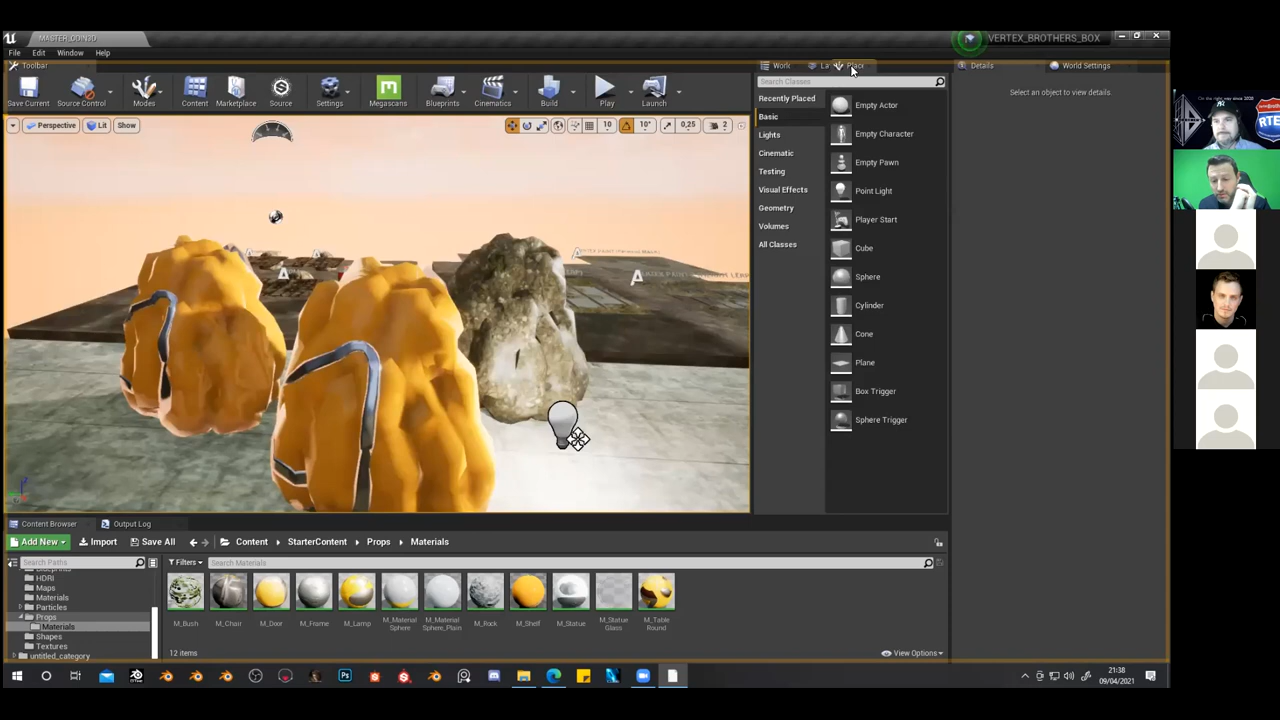 MASTER_COIN3D
VERTEX_BROTHERS_BOX
File Edit Window Help
Toolbar
Work
Place
Details
World Settings
Save Current
Source Control
Modes
Content
Marketplace
Source
Settings
Megascans
Blueprints
Cinematics
Build
Play
Launch
Search Classes
Select an object to view details.
Perspective Lit Show
10
10°
0,25
2
Recently Placed
Basic
Lights
Cinematic
Testing
Visual Effects
Geometry
Volumes
All Classes
Empty Actor
Empty Character
Empty Pawn
Point Light
Player Start
Cube
Sphere
Cylinder
Cone
Plane
Box Trigger
Sphere Trigger
Content Browser
Output Log
Add New
Import
Save All
Content
StarterContent
Props
Materials
Search Paths
Filters
Search Materials
HDRI
Maps
Materials
Particles
Props
Materials
Shapes
Textures
untitled_category
M_Bush
M_Chair
M_Door
M_Frame
M_Lamp
M_Material
Sphere
M_Material
Sphere_Plain
M_Rock
M_Shelf
M_Statue
M_Statue
Glass
M_Table
Round
12 items
View Options
21:38
09/04/2021
RTE